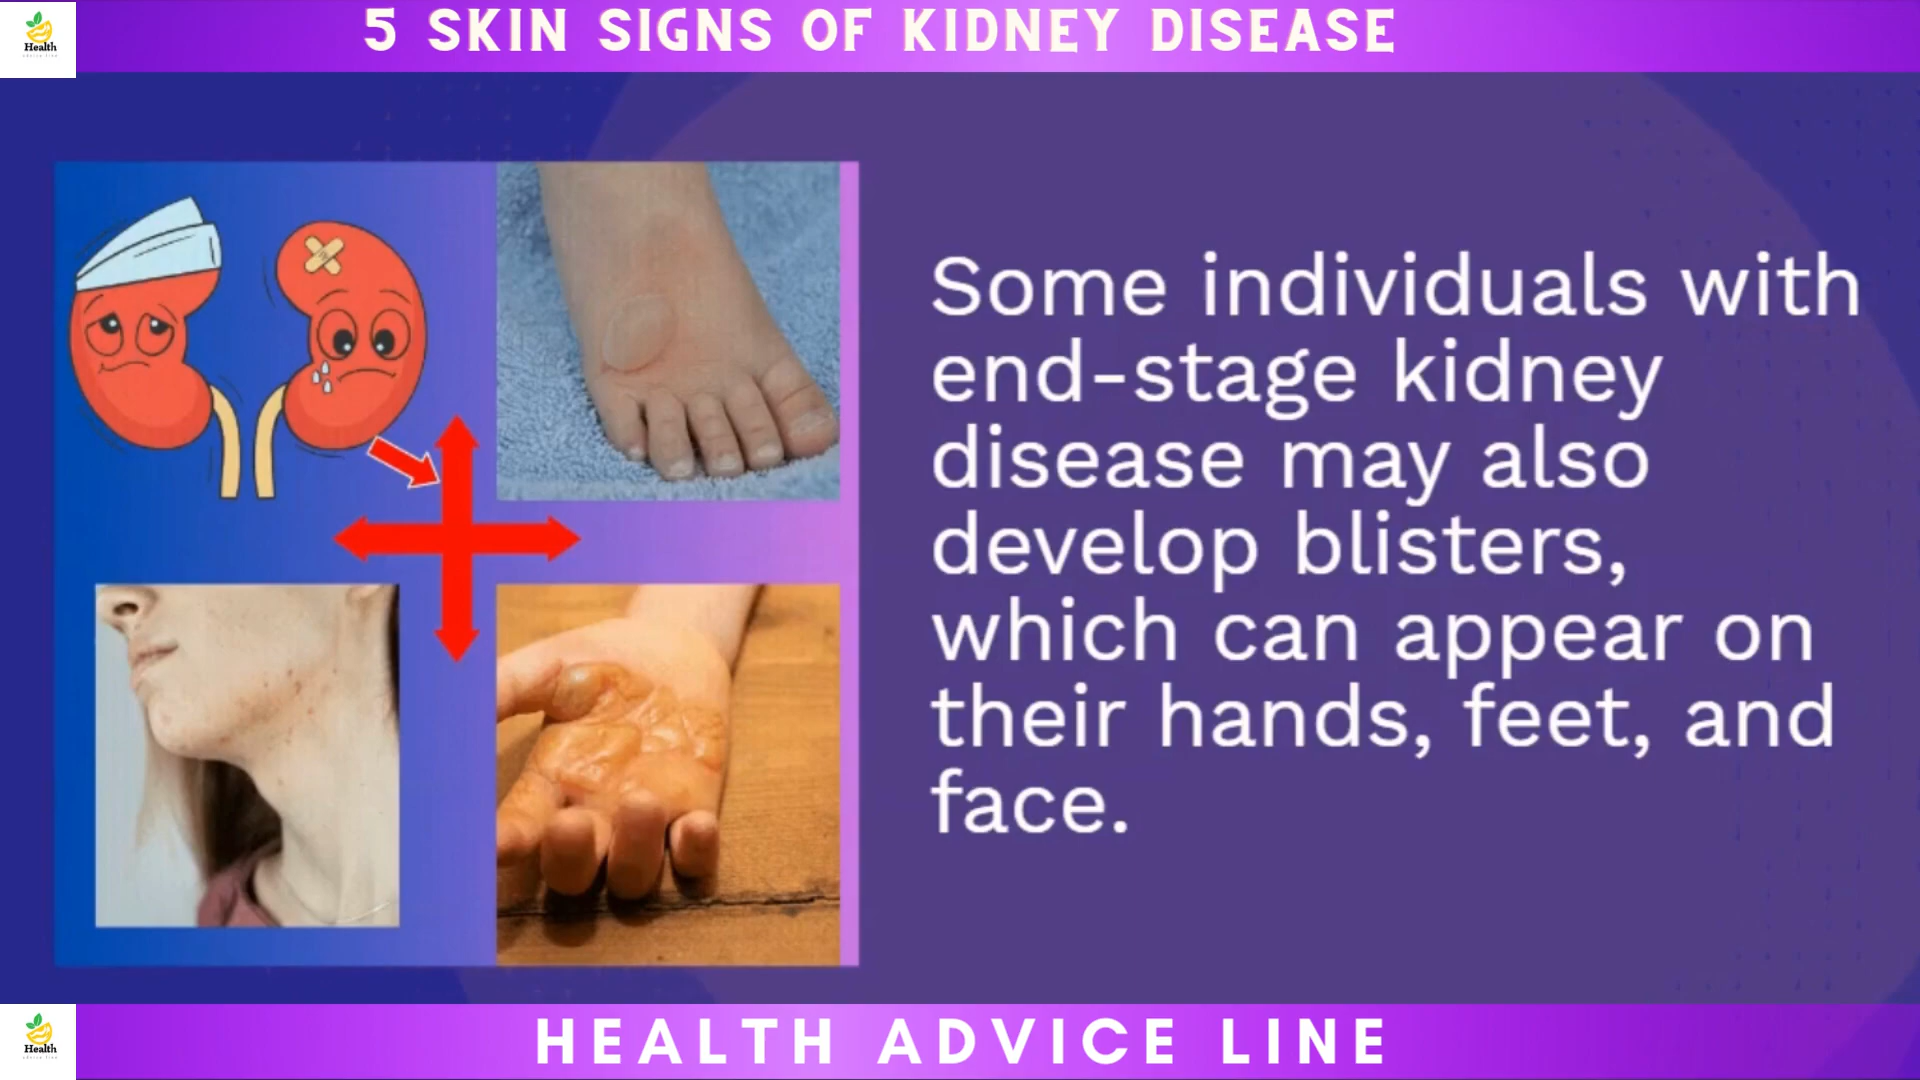 5 SKIN SIGNS OF KIDNEY DISEASE
Health
Some individuals with
end-stage kidney
disease may also
develop blisters,
which can appear on
their hands, feet, and
face.
Health
HEALTH ADVICE LINE